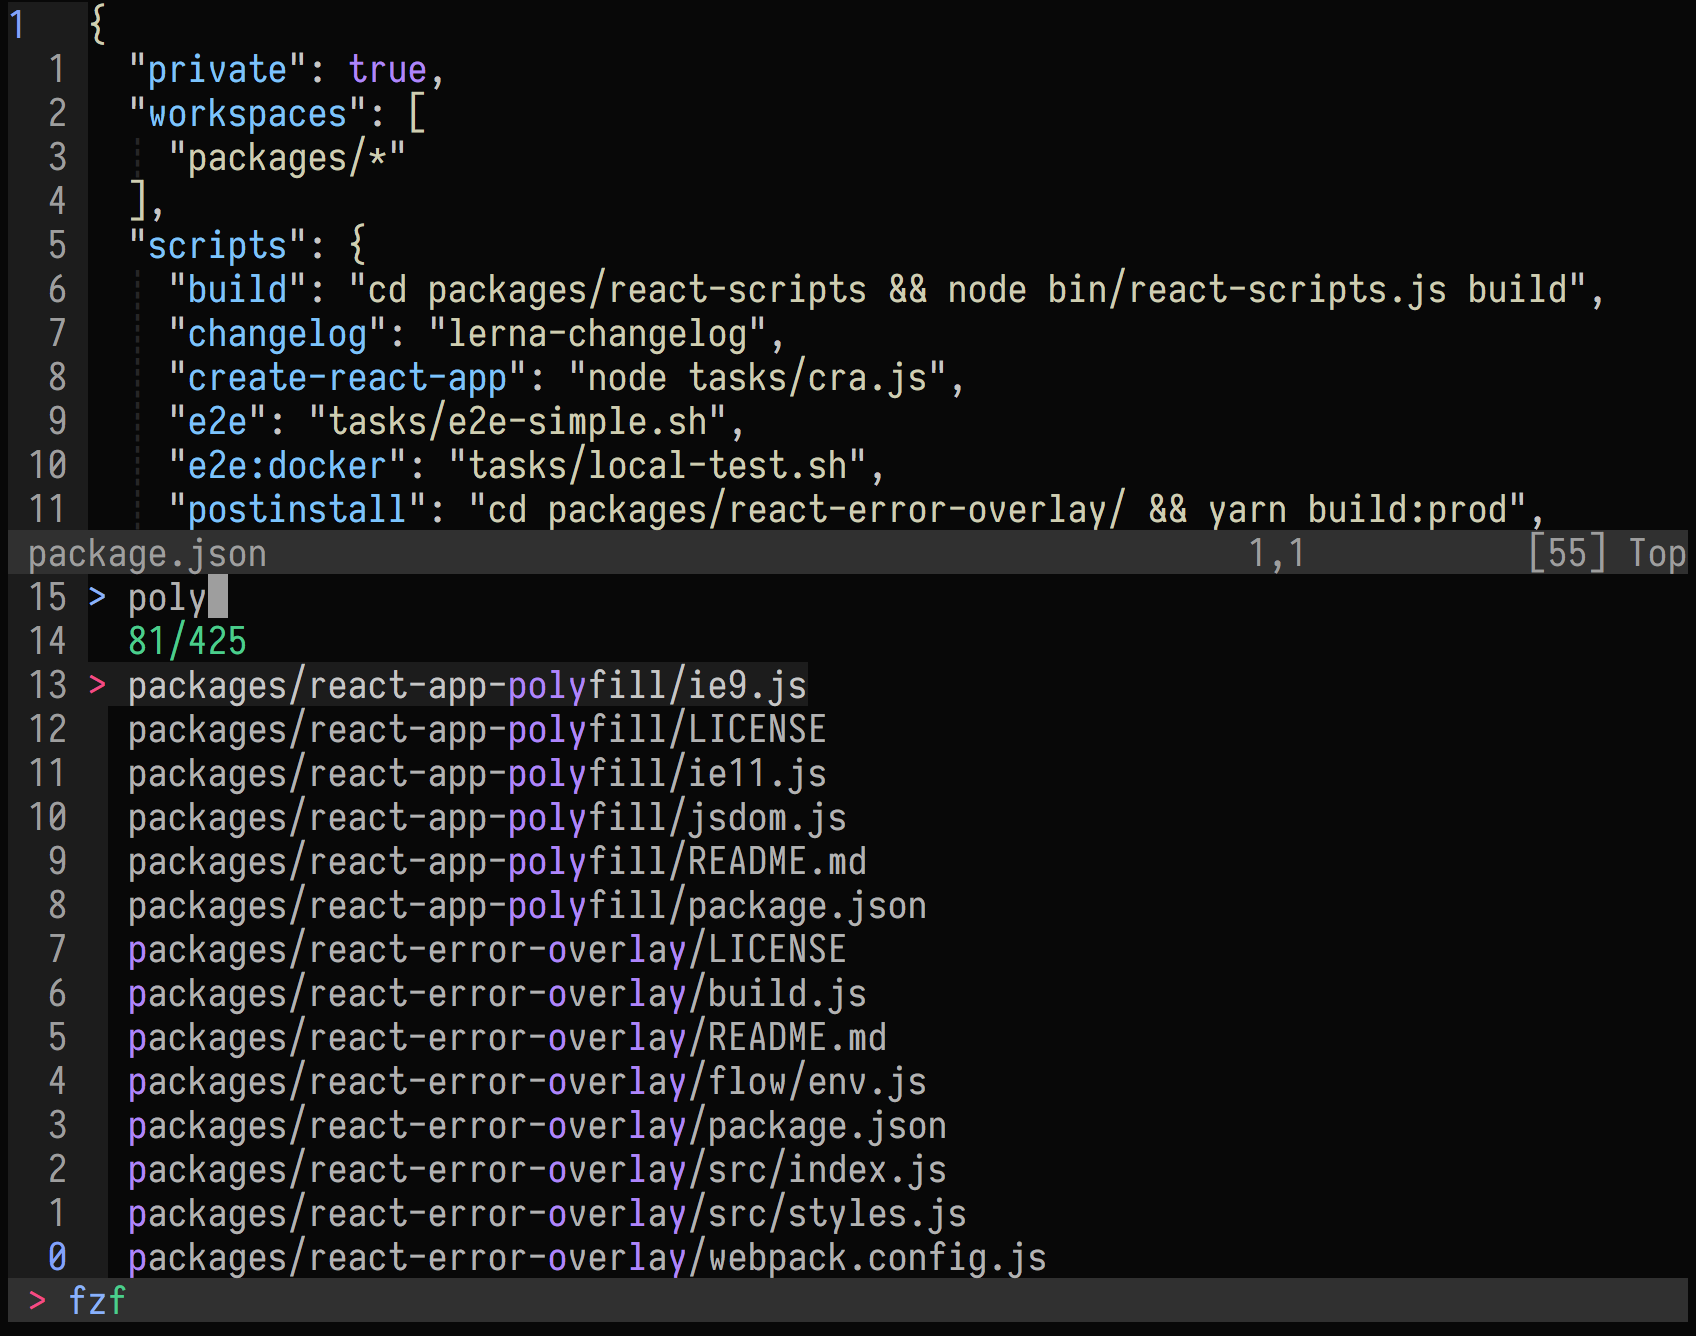 1   {
  1   "private": true,
  2   "workspaces": [
  3     "packages/*"
  4   ],
  5   "scripts": {
  6     "build": "cd packages/react-scripts && node bin/react-scripts.js build",
  7     "changelog": "lerna-changelog",
  8     "create-react-app": "node tasks/cra.js",
  9     "e2e": "tasks/e2e-simple.sh",
 10     "e2e:docker": "tasks/local-test.sh",
 11     "postinstall": "cd packages/react-error-overlay/ && yarn build:prod",
package.json 1,1 [55] Top
 15 > poly
 14   81/425
 13 > packages/react-app-polyfill/ie9.js
 12   packages/react-app-polyfill/LICENSE
 11   packages/react-app-polyfill/ie11.js
 10   packages/react-app-polyfill/jsdom.js
  9   packages/react-app-polyfill/README.md
  8   packages/react-app-polyfill/package.json
  7   packages/react-error-overlay/LICENSE
  6   packages/react-error-overlay/build.js
  5   packages/react-error-overlay/README.md
  4   packages/react-error-overlay/flow/env.js
  3   packages/react-error-overlay/package.json
  2   packages/react-error-overlay/src/index.js
  1   packages/react-error-overlay/src/styles.js
  0   packages/react-error-overlay/webpack.config.js
> fzf